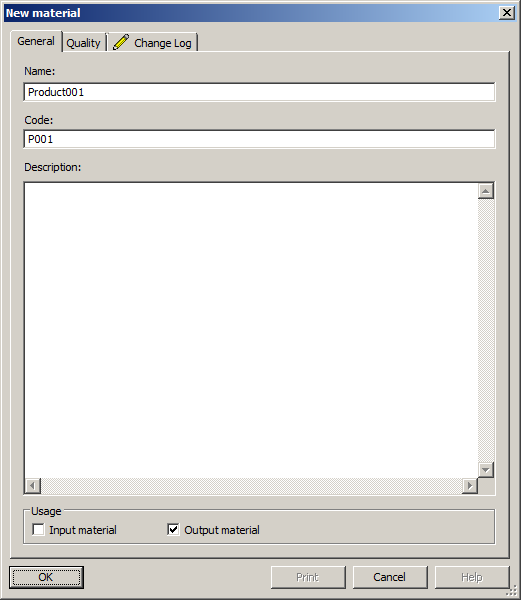 New material
General Quality Change Log
Name:
Product001
Code:
P001
Description:
Usage
Input material Output material
OK Print Cancel Help